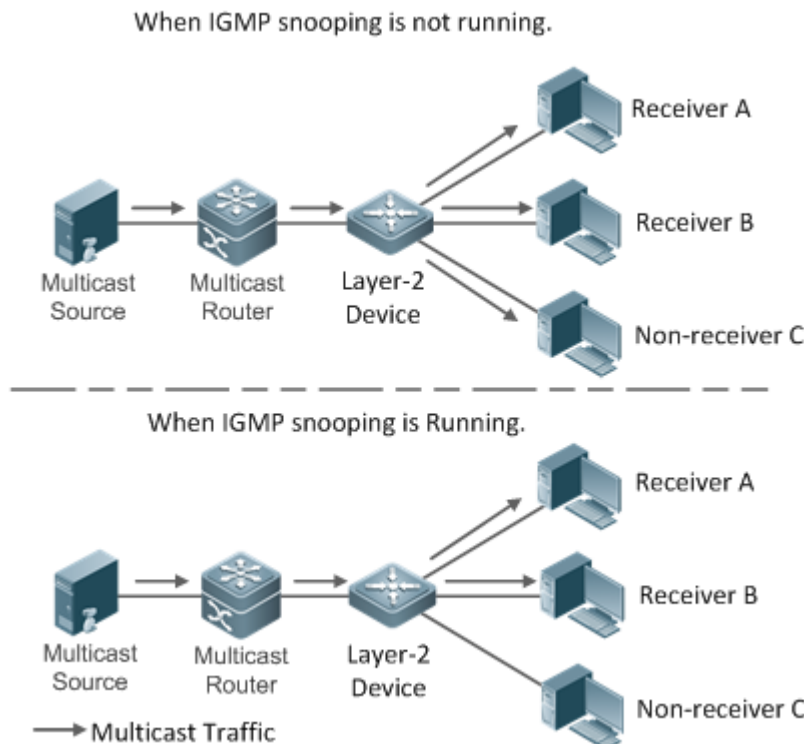 When IGMP snooping is not running.
Receiver A
Receiver B
Non-receiver C
Multicast
Source
Multicast
Router
Layer-2
Device
When IGMP snooping is Running.
Receiver A
Receiver B
Non-receiver C
Multicast
Source
Multicast
Router
Layer-2
Device
Multicast Traffic